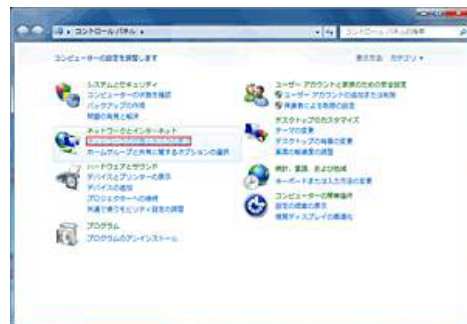 コントロール パネル
コントロール パネルの検索
コンピューターの設定を調整します
表示方法: カテゴリ
システムとセキュリティ
コンピューターの状態を確認
バックアップの作成
問題の発見と解決
ネットワークとインターネット
ホームグループと共有に関するオプションの選択
ハードウェアとサウンド
デバイスとプリンターの表示
デバイスの追加
プロジェクターへの接続
共通で使うモビリティ設定の調整
プログラム
プログラムのアンインストール
ユーザー アカウントと家族のための安全設定
ユーザー アカウントの追加または削除
保護者による制限の設定
デスクトップのカスタマイズ
テーマの変更
デスクトップの背景の変更
画面の解像度の調整
時計、言語、および地域
キーボードまたは入力方法の変更
コンピューターの簡単操作
設定の提案の表示
視覚ディスプレイの最適化